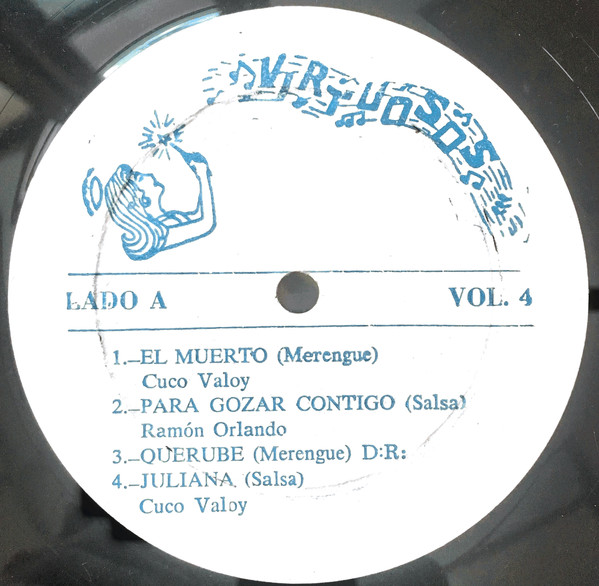 VIRTUOSOS
LADO A
VOL. 4
1.—EL MUERTO (Merengue)
Cuco Valoy
2.—PARA GOZAR CONTIGO (Salsa)
Ramón Orlando
3.—QUERUBE (Merengue) D:R:
4.—JULIANA (Salsa)
Cuco Valoy